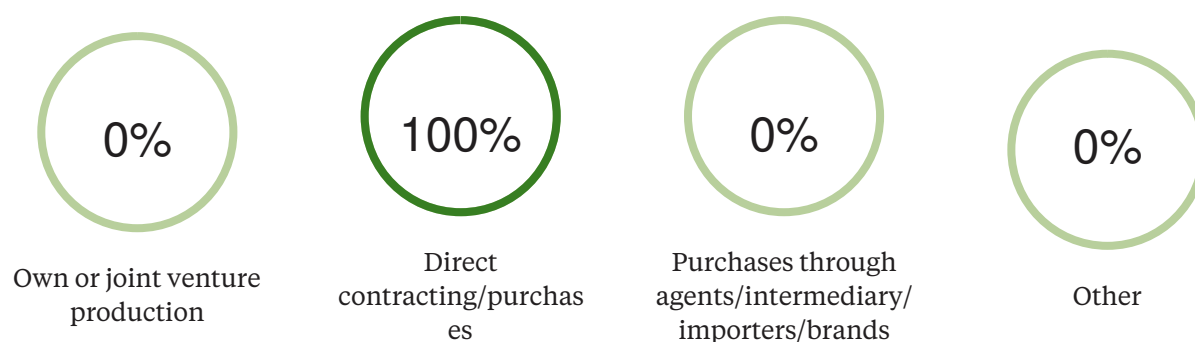 0%
Own or joint venture
production
100%
Direct
contracting/purchas
es
0%
Purchases through
agents/intermediary/
importers/brands
0%
Other